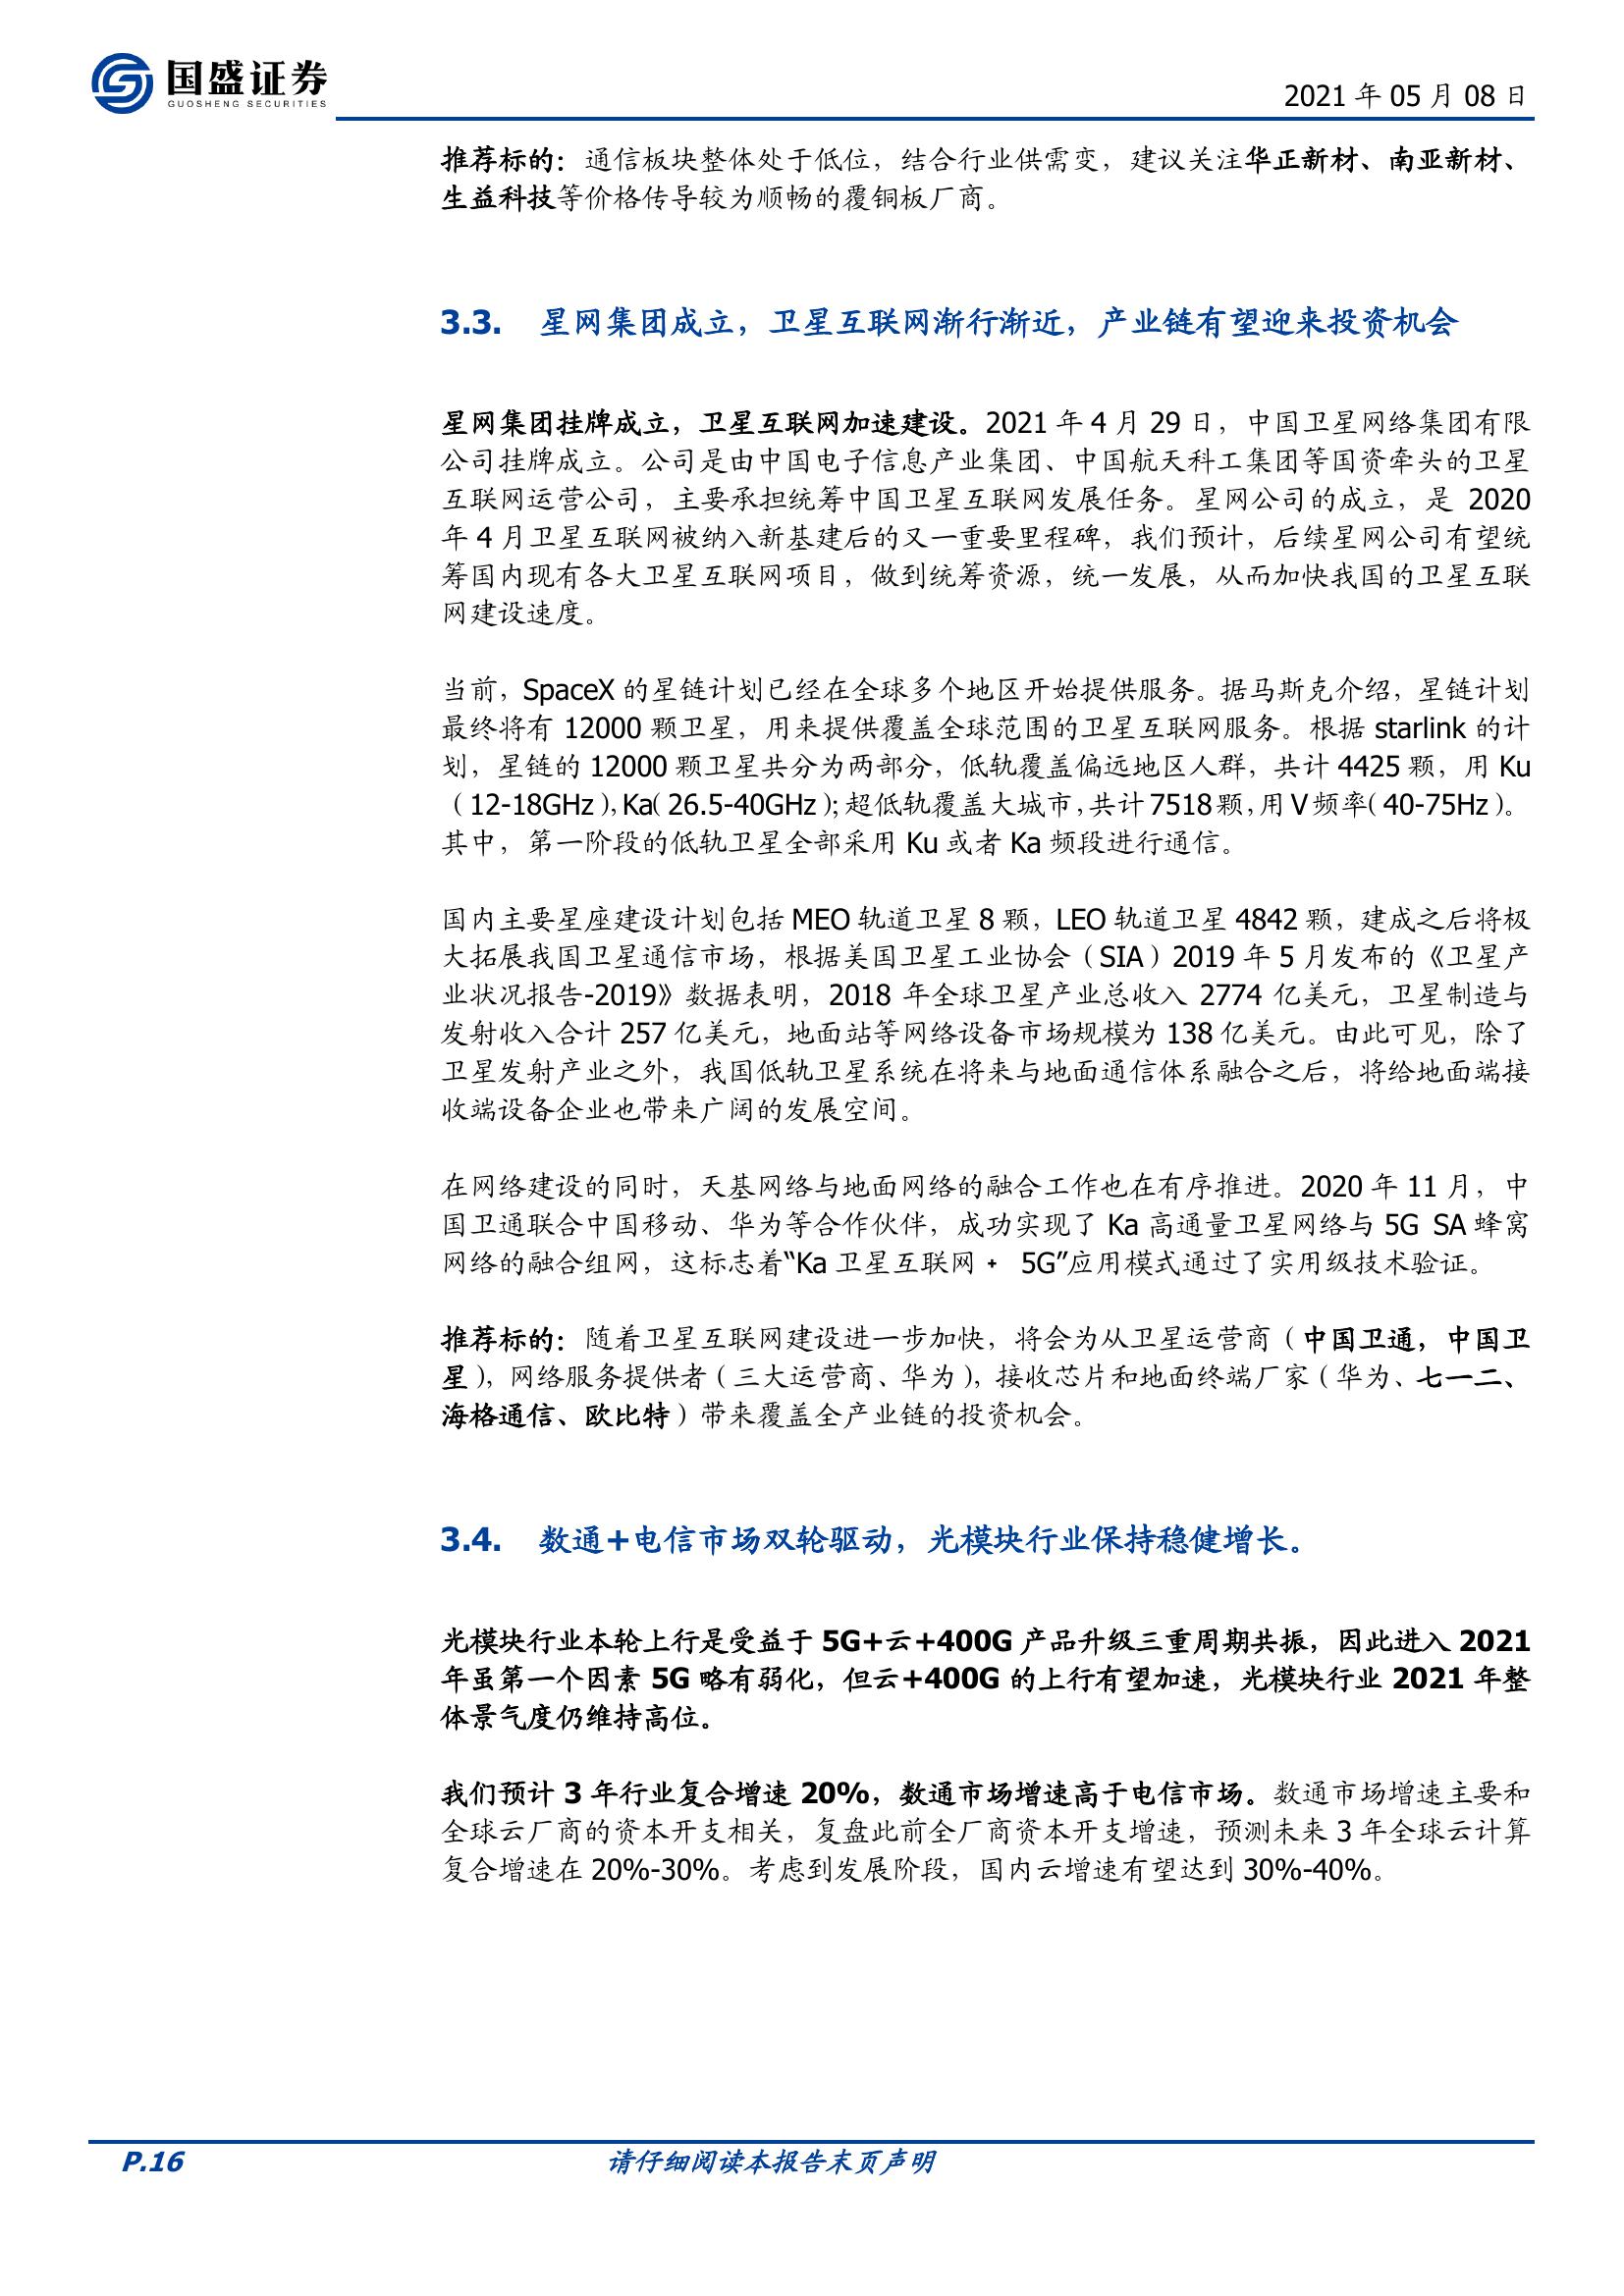 国盛证券
GUOSHENG SECURITIES
2021 年 05 月 08 日
推荐标的：通信板块整体处于低位，结合行业供需变，建议关注华正新材、南亚新材、
生益科技等价格传导较为顺畅的覆铜板厂商。
3.3. 星网集团成立，卫星互联网渐行渐近，产业链有望迎来投资机会
星网集团挂牌成立，卫星互联网加速建设。2021 年 4 月 29 日，中国卫星网络集团有限
公司挂牌成立。公司是由中国电子信息产业集团、中国航天科工集团等国资牵头的卫星
互联网运营公司，主要承担统筹中国卫星互联网发展任务。星网公司的成立，是 2020
年 4 月卫星互联网被纳入新基建后的又一重要里程碑，我们预计，后续星网公司有望统
筹国内现有各大卫星互联网项目，做到统筹资源，统一发展，从而加快我国的卫星互联
网建设速度。
当前，SpaceX 的星链计划已经在全球多个地区开始提供服务。据马斯克介绍，星链计划
最终将有 12000 颗卫星，用来提供覆盖全球范围的卫星互联网服务。根据 starlink 的计
划，星链的 12000 颗卫星共分为两部分，低轨覆盖偏远地区人群，共计 4425 颗，用 Ku
（12-18GHz），Ka（26.5-40GHz）；超低轨覆盖大城市，共计 7518 颗，用 V 频率（40-75Hz）。
其中，第一阶段的低轨卫星全部采用 Ku 或者 Ka 频段进行通信。
国内主要星座建设计划包括 MEO 轨道卫星 8 颗，LEO 轨道卫星 4842 颗，建成之后将极
大拓展我国卫星通信市场，根据美国卫星工业协会（SIA）2019 年 5 月发布的《卫星产
业状况报告-2019》数据表明，2018 年全球卫星产业总收入 2774 亿美元，卫星制造与
发射收入合计 257 亿美元，地面站等网络设备市场规模为 138 亿美元。由此可见，除了
卫星发射产业之外，我国低轨卫星系统在将来与地面通信体系融合之后，将给地面端接
收端设备企业也带来广阔的发展空间。
在网络建设的同时，天基网络与地面网络的融合工作也在有序推进。2020 年 11 月，中
国卫通联合中国移动、华为等合作伙伴，成功实现了 Ka 高通量卫星网络与 5G SA 蜂窝
网络的融合组网，这标志着“Ka 卫星互联网﹢ 5G”应用模式通过了实用级技术验证。
推荐标的：随着卫星互联网建设进一步加快，将会为从卫星运营商（中国卫通，中国卫
星），网络服务提供者（三大运营商、华为），接收芯片和地面终端厂家（华为、七一二、
海格通信、欧比特）带来覆盖全产业链的投资机会。
3.4. 数通+电信市场双轮驱动，光模块行业保持稳健增长。
光模块行业本轮上行是受益于 5G+云+400G 产品升级三重周期共振，因此进入 2021
年虽第一个因素 5G 略有弱化，但云+400G 的上行有望加速，光模块行业 2021 年整
体景气度仍维持高位。
我们预计 3 年行业复合增速 20%，数通市场增速高于电信市场。数通市场增速主要和
全球云厂商的资本开支相关，复盘此前全厂商资本开支增速，预测未来 3 年全球云计算
复合增速在 20%-30%。考虑到发展阶段，国内云增速有望达到 30%-40%。
P.16
请仔细阅读本报告末页声明